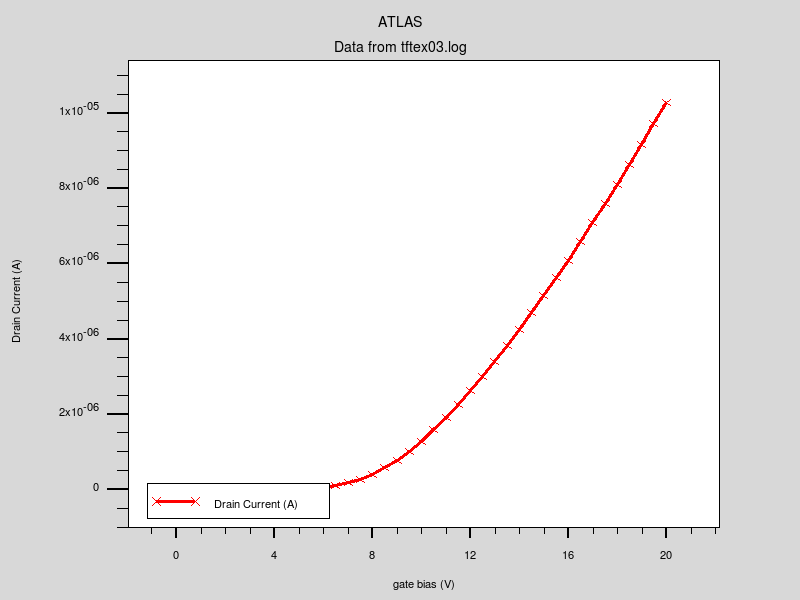 ATLAS
Data from tftex03.log
Drain Current (A)
1x10^-05
8x10^-06
6x10^-06
4x10^-06
2x10^-06
0
Drain Current (A)
0 4 8 12 16 20
gate bias (V)